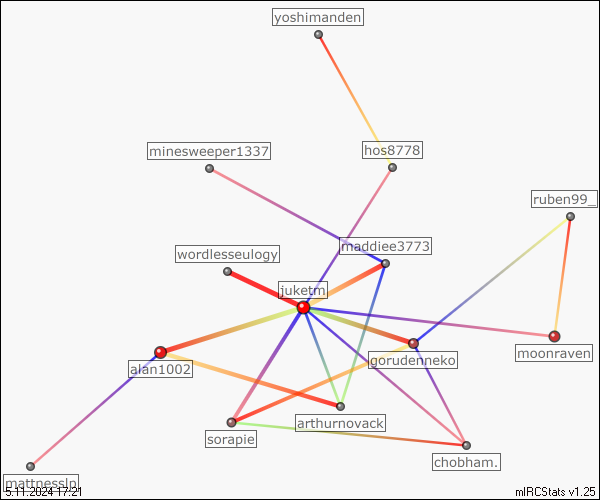 yoshimanden
minesweeper1337
hos8778
ruben99_
wordlesseulogy
maddiee3773
juketm
alan1002
gorudenneko
moonraven
sorapie
arthurnovack
chobham.
mattnesslp
5.11.2024 17:21
mIRCStats v1.25